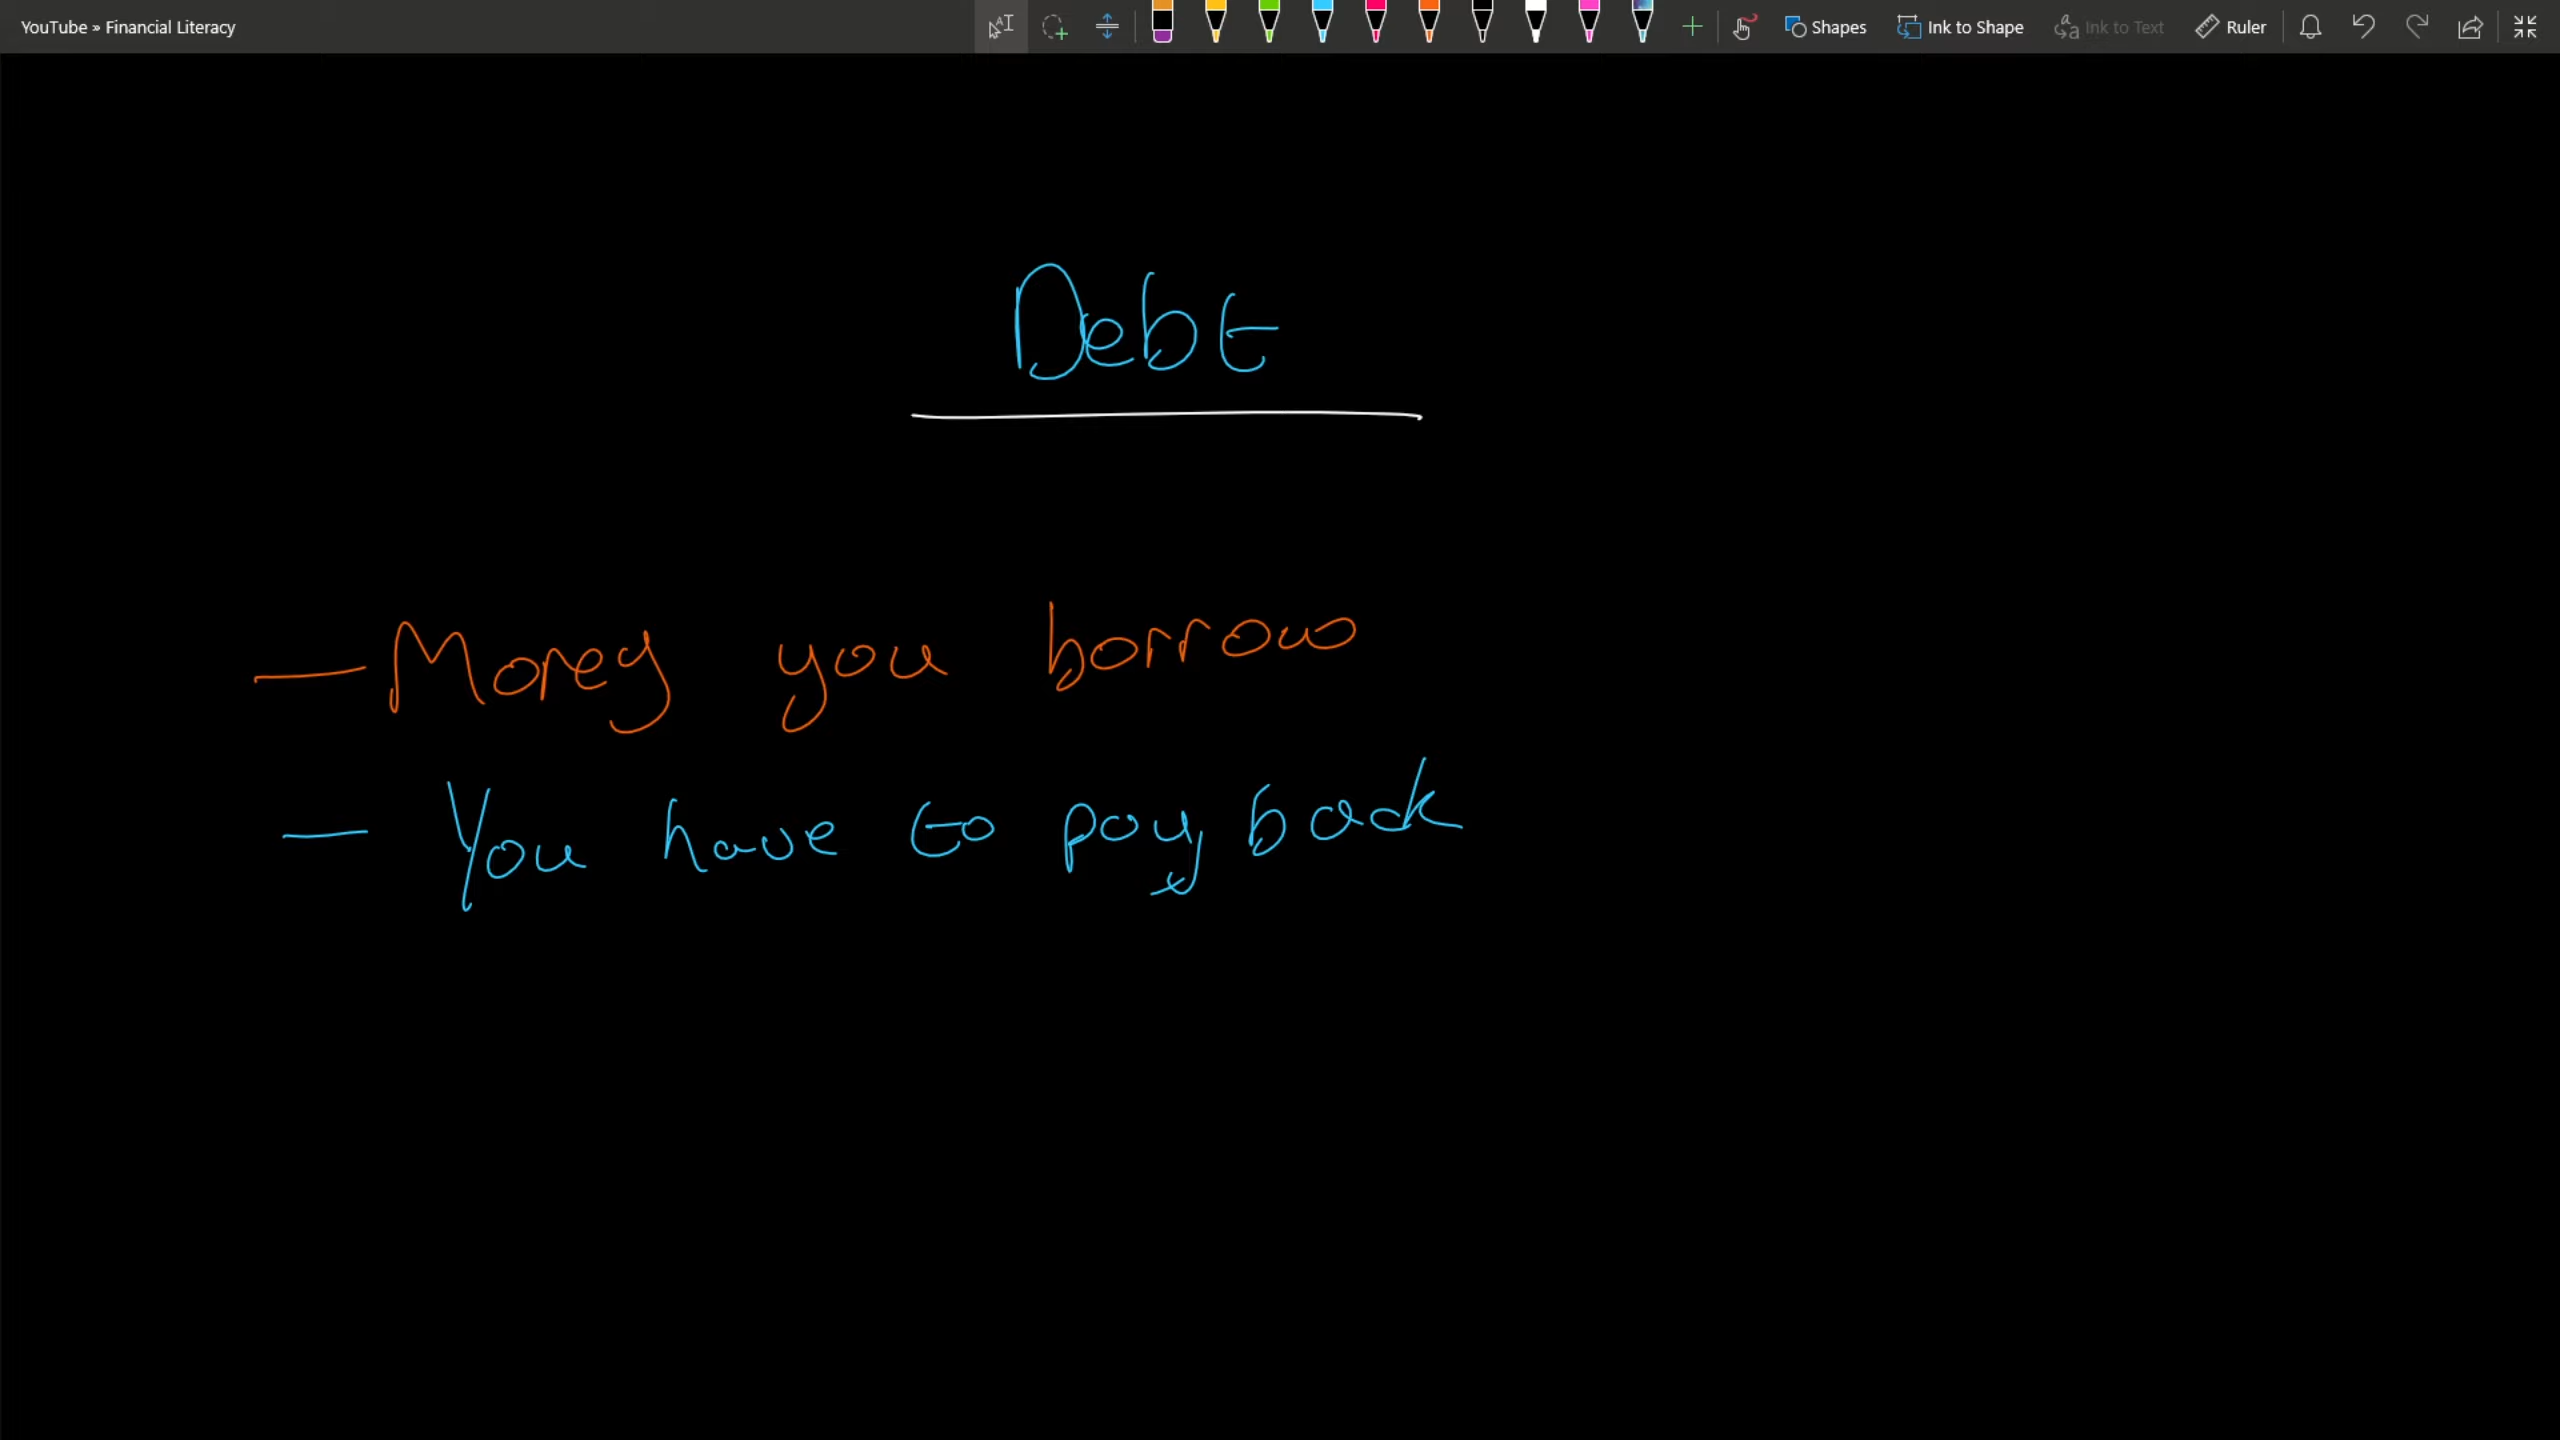 YouTube » Financial Literacy
Shapes
Ink to Shape
Ink to Text
Ruler
Debt
— Money you borrow
— You have to pay back